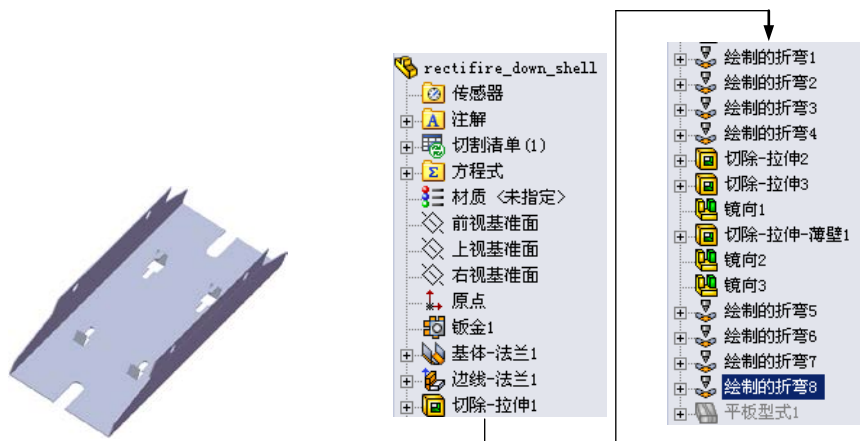 rectifire_down_shell
传感器
A 注解
切割清单(1)
Σ 方程式
材质 <未指定>
前视基准面
上视基准面
右视基准面
原点
钣金1
基体-法兰1
边线-法兰1
切除-拉伸1
绘制的折弯1
绘制的折弯2
绘制的折弯3
绘制的折弯4
切除-拉伸2
切除-拉伸3
镜向1
切除-拉伸-薄壁1
镜向2
镜向3
绘制的折弯5
绘制的折弯6
绘制的折弯7
绘制的折弯8
平板型式1